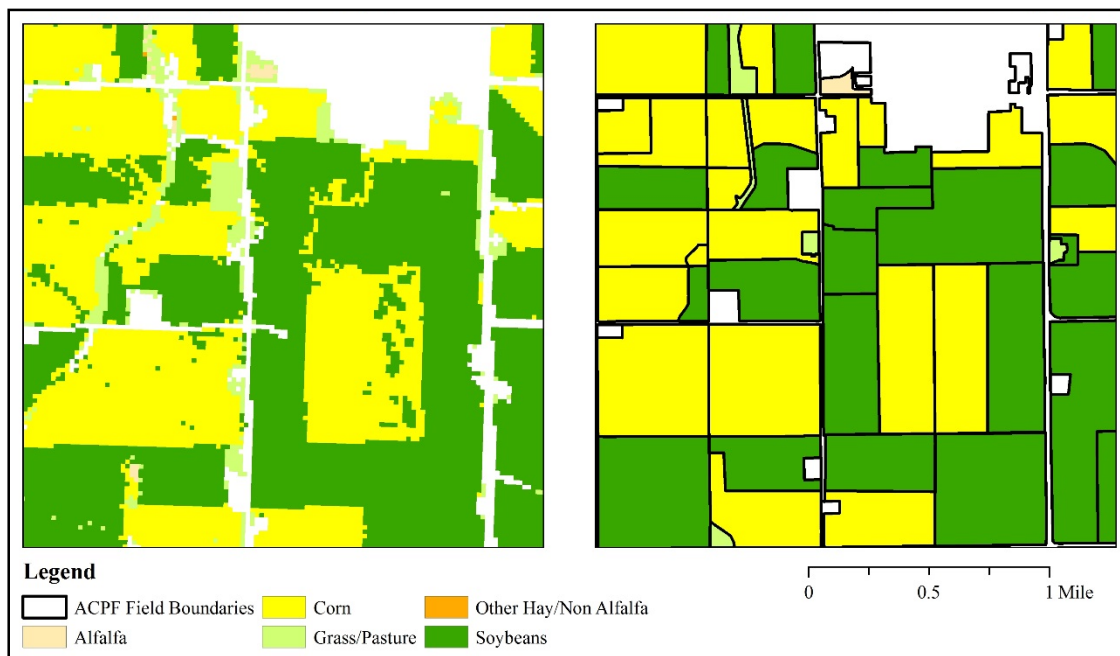 Legend
ACPF Field Boundaries
Corn
Other Hay/Non Alfalfa
Alfalfa
Grass/Pasture
Soybeans
0 0.5 1 Mile